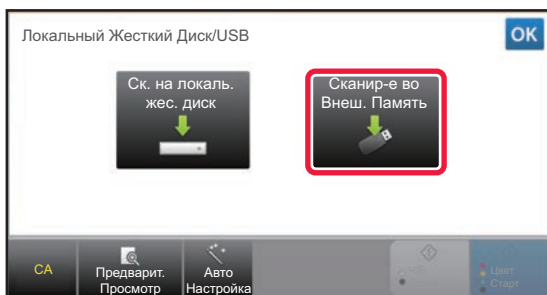 Локальный Жесткий Диск/USB
OK
Ск. на локаль.
жес. диск
Сканир-е во
Внеш. Память
CA
Предварит.
Просмотр
Авто
Настройка
Цвет
Старт